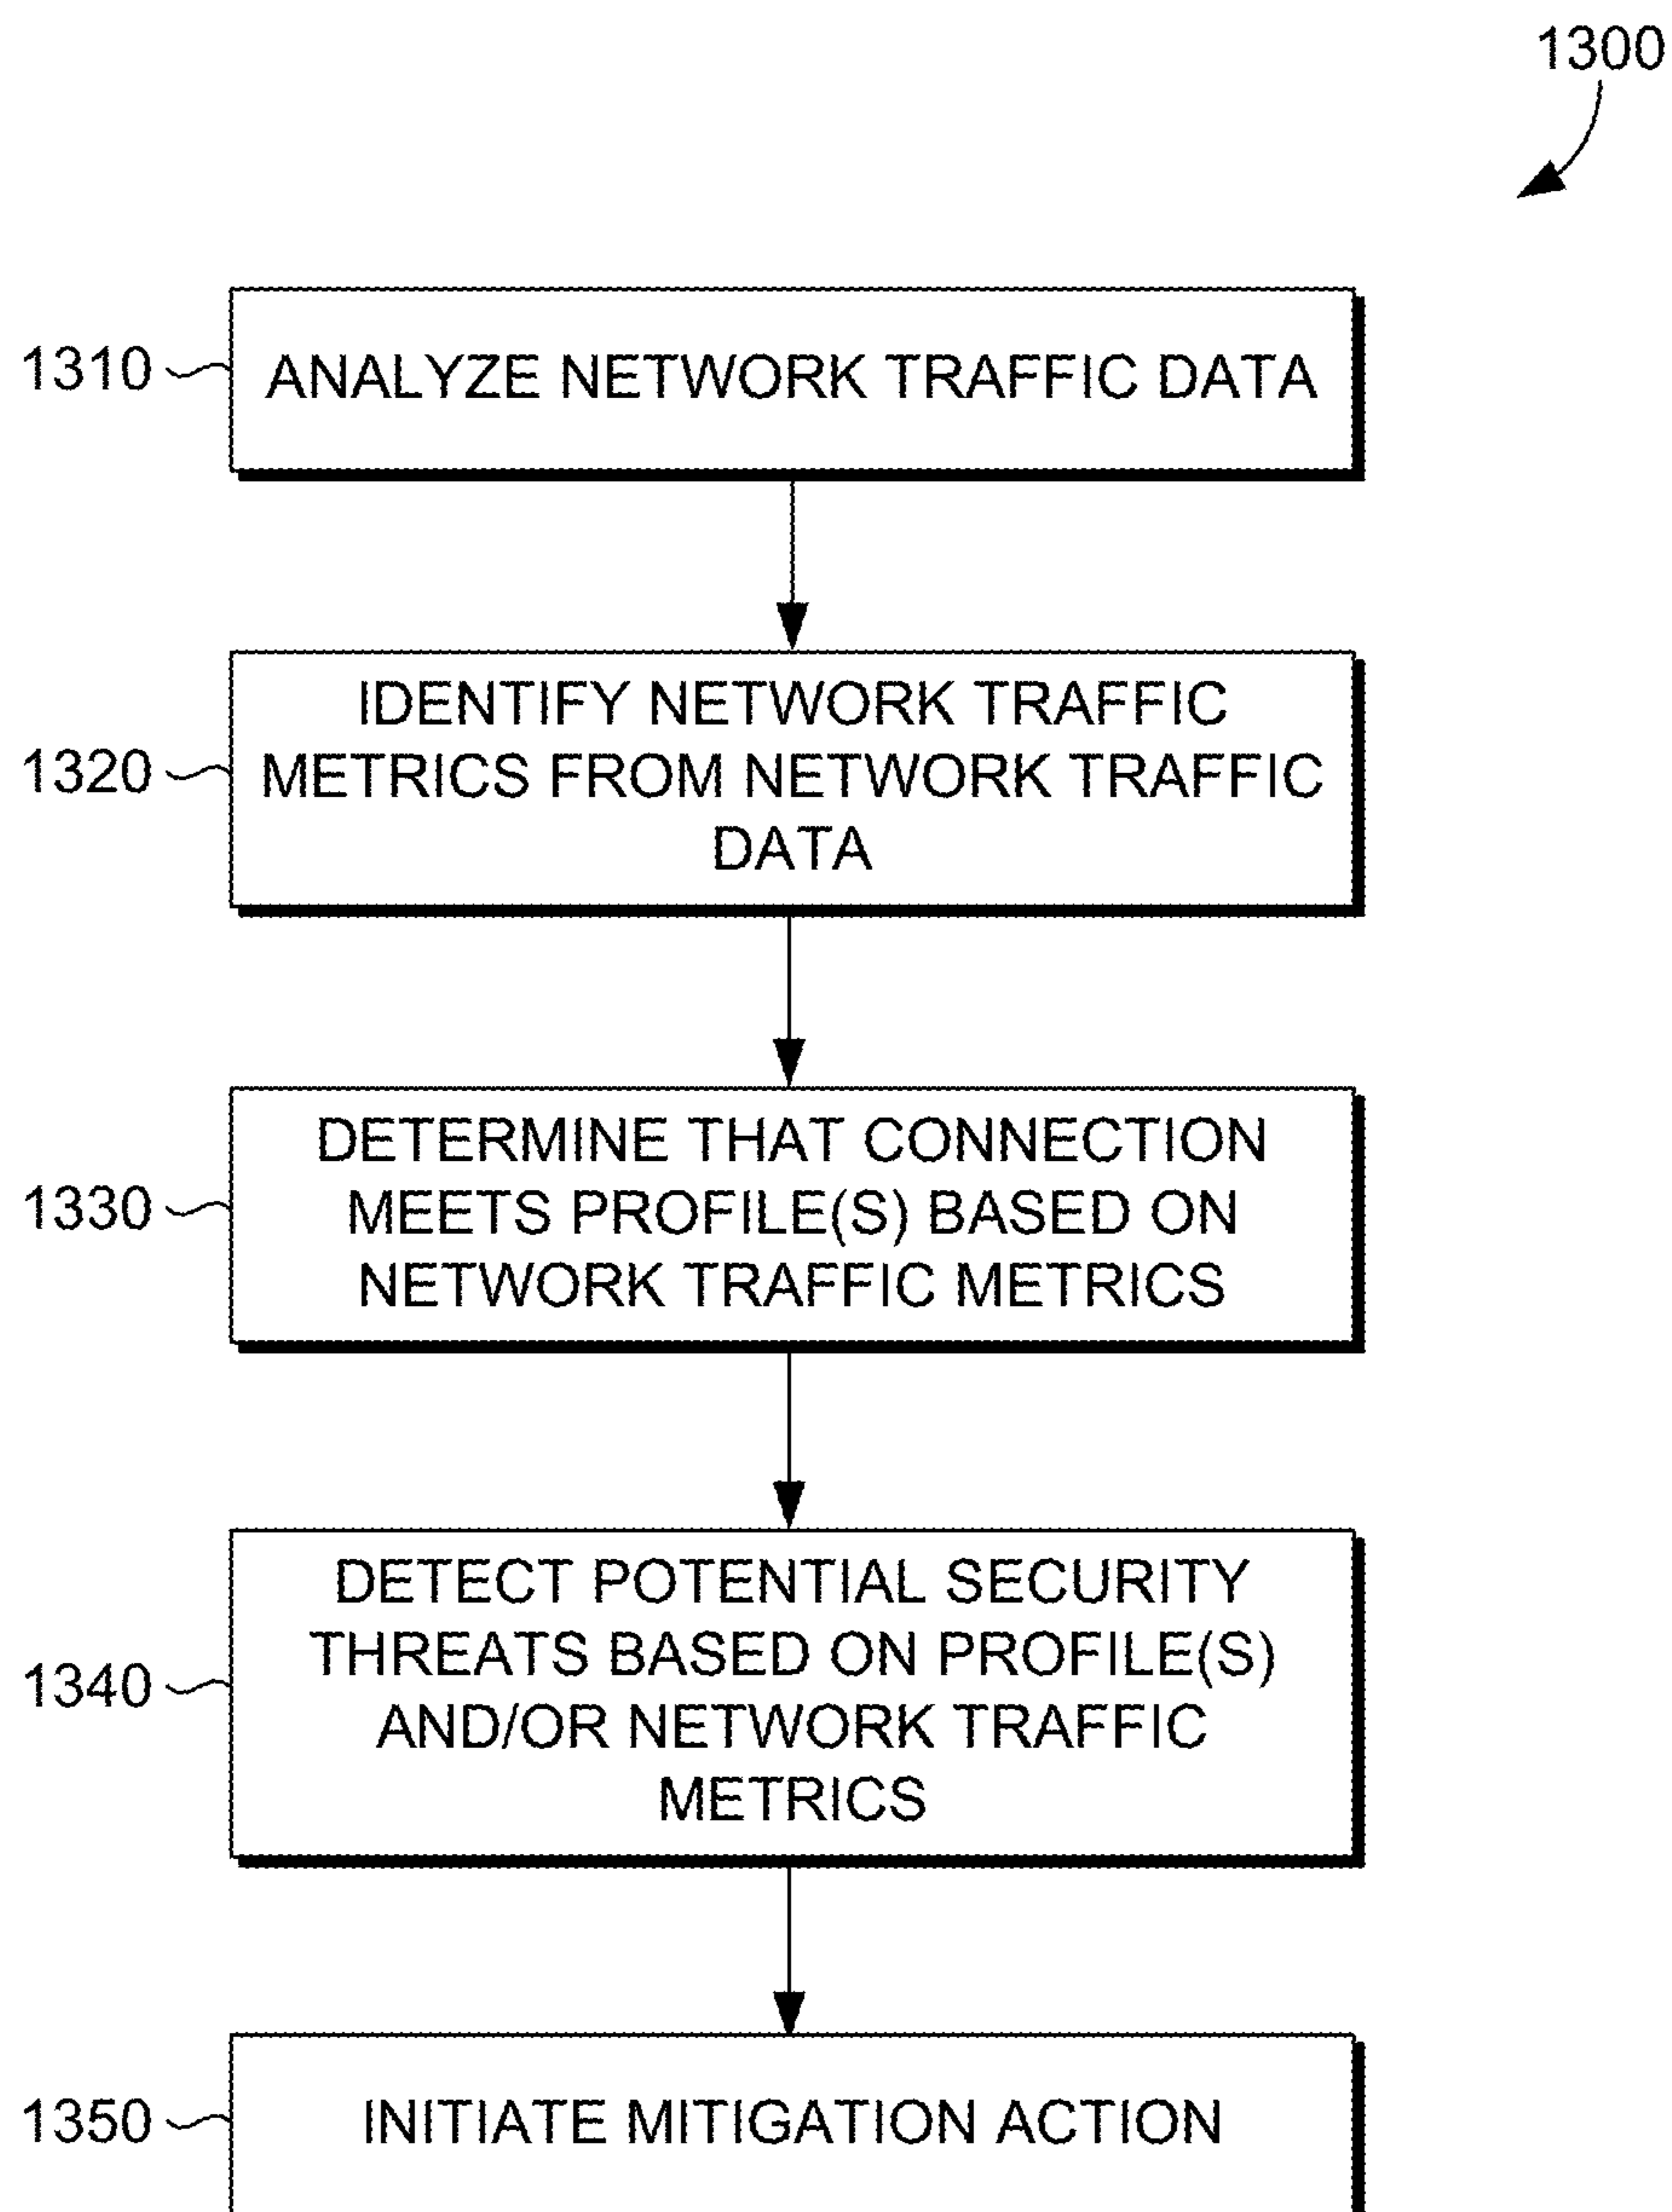 1300
1310
ANALYZE NETWORK TRAFFIC DATA
1320
IDENTIFY NETWORK TRAFFIC
METRICS FROM NETWORK TRAFFIC
DATA
1330
DETERMINE THAT CONNECTION
MEETS PROFILE(S) BASED ON
NETWORK TRAFFIC METRICS
1340
DETECT POTENTIAL SECURITY
THREATS BASED ON PROFILE(S)
AND/OR NETWORK TRAFFIC
METRICS
1350
INITIATE MITIGATION ACTION